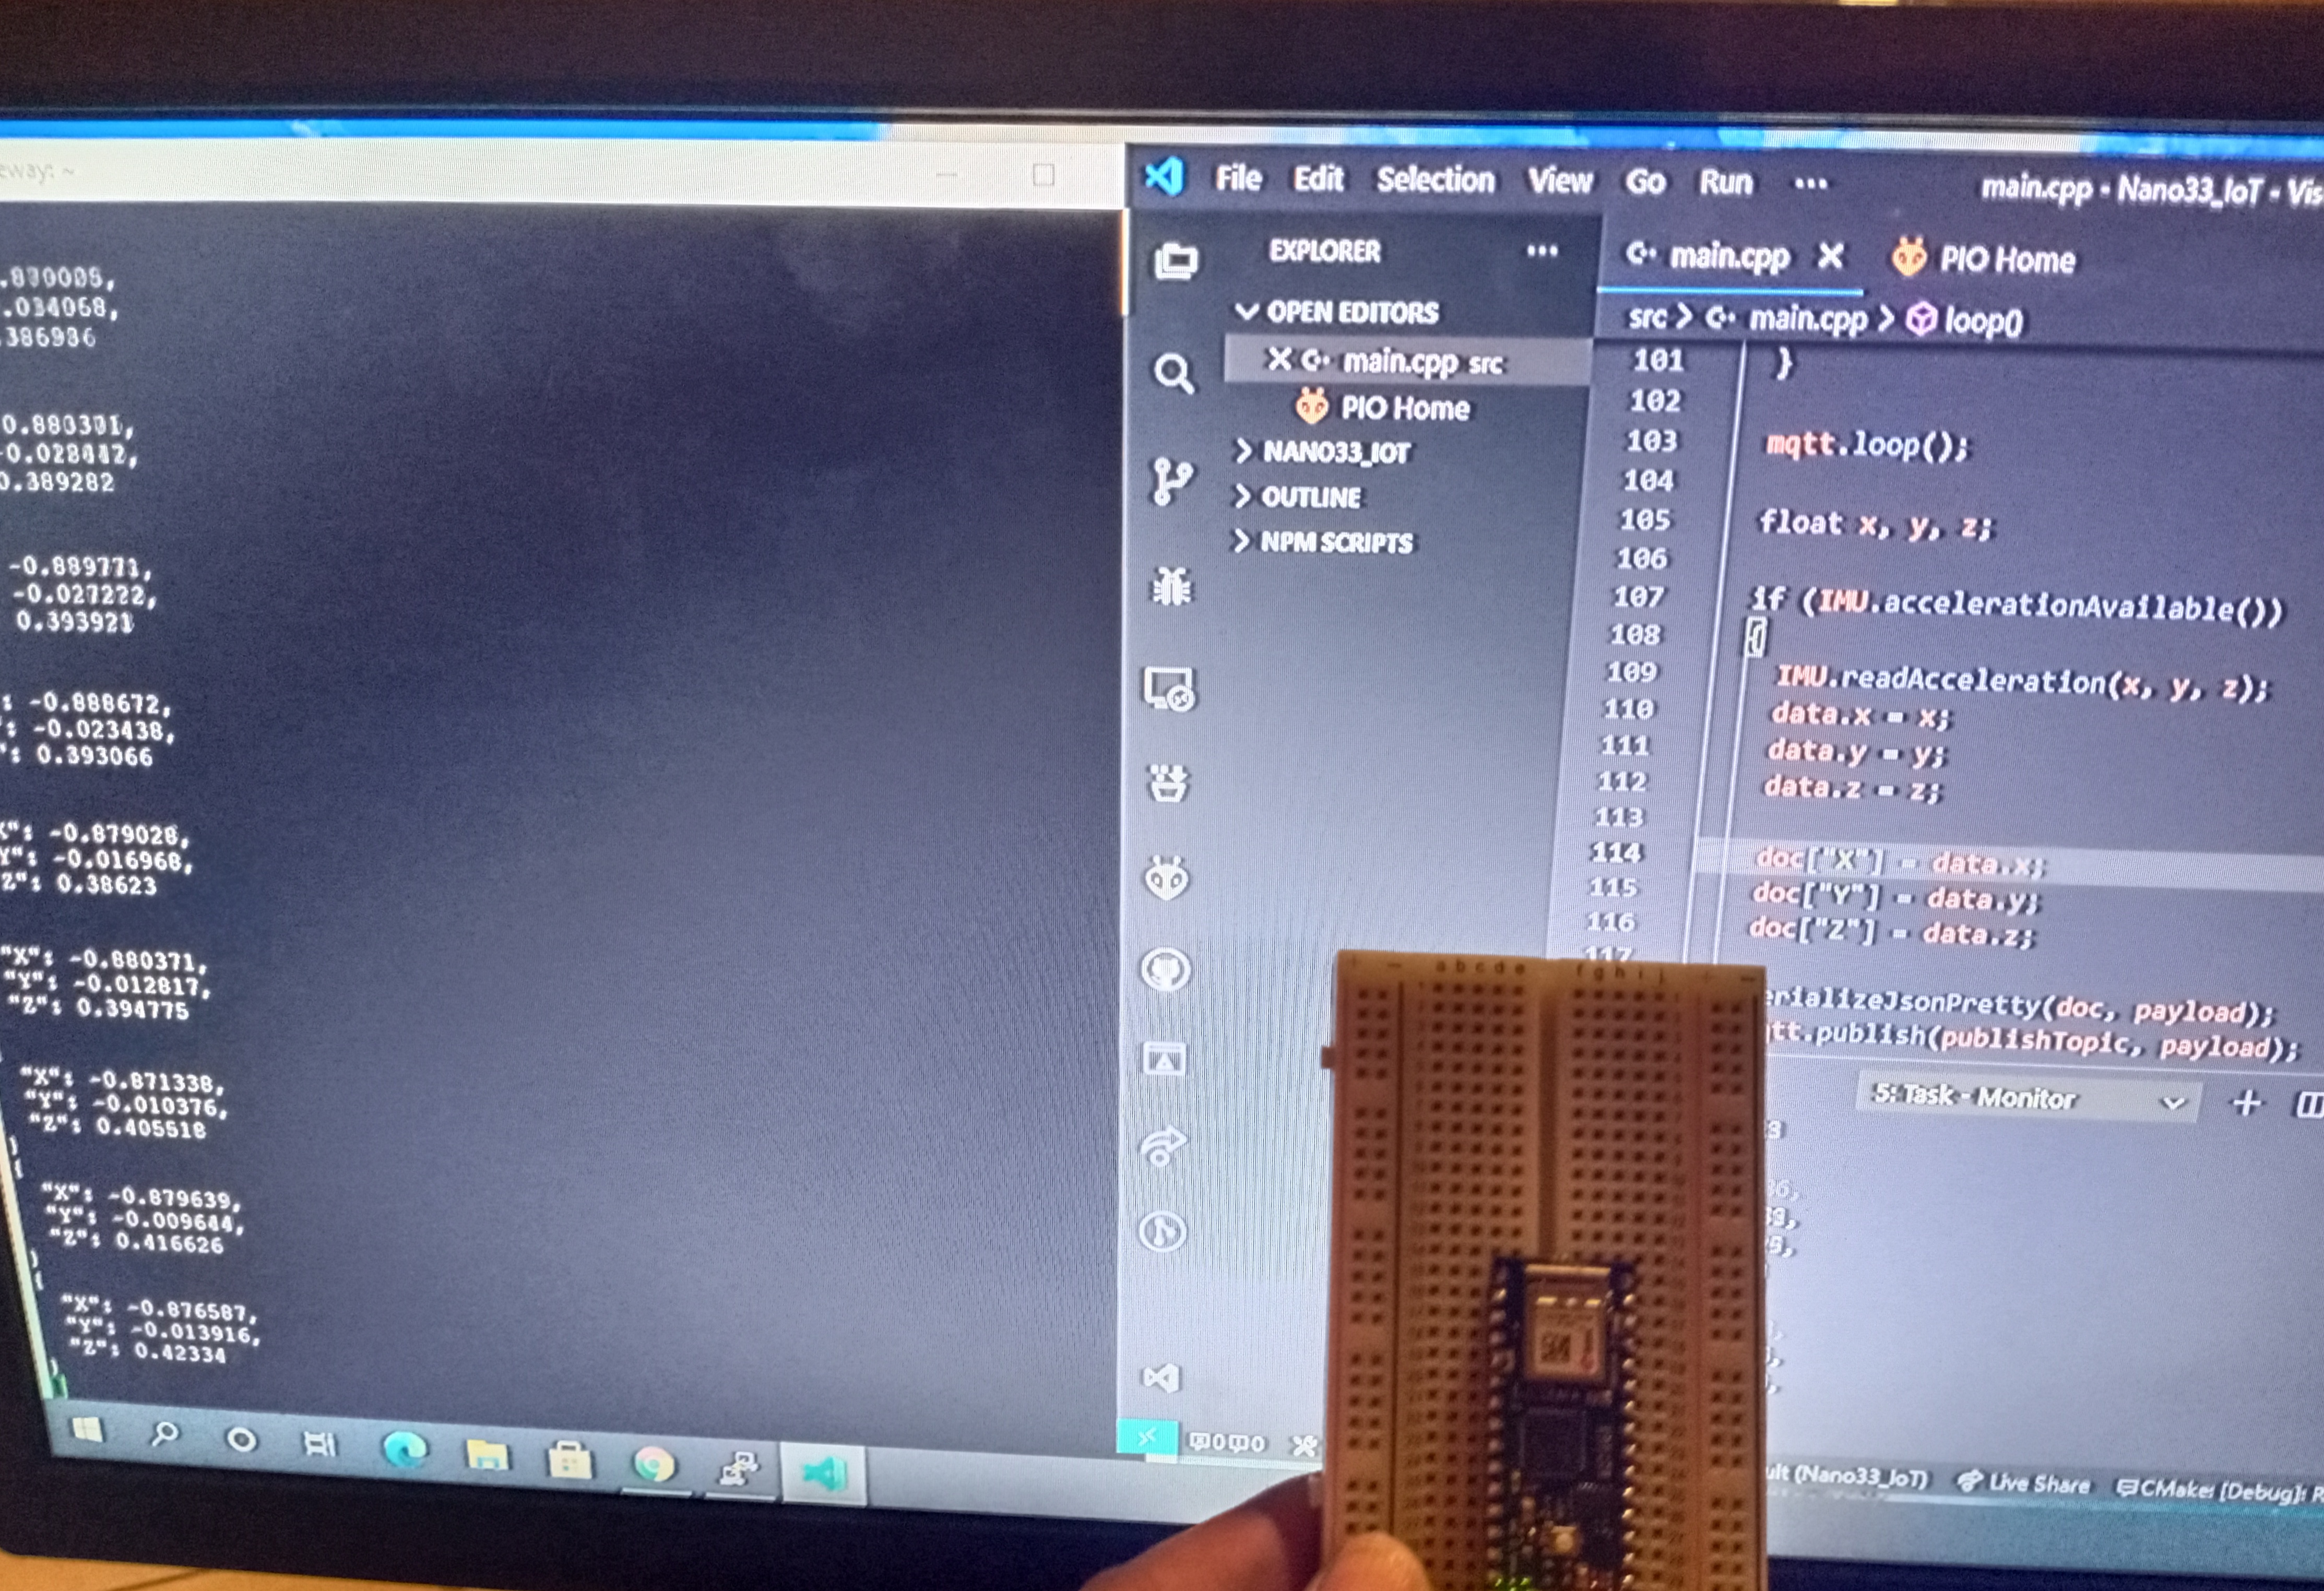 eway: ~
.034068,
.386986
-0.028442,
0.389282
-0.889771,
-0.027222,
0.393921
: -0.888672,
": -0.023438,
": 0.393066
": -0.879028,
Y": -0.016968,
Z": 0.38623
"X": -0.880371,
"Y": -0.012817,
"Z": 0.394775
"X": -0.871338,
"Y": -0.010376,
"Z": 0.405518
}
{
"X": -0.879639,
"Y": -0.009644,
"Z": 0.416626
}
{
"X": -0.876587,
"Y": -0.013916,
"Z": 0.42334
}
File Edit Selection View Go Run ··· main.cpp - Nano33_IoT - Vis
EXPLORER ···
OPEN EDITORS
main.cpp src
PIO Home
NANO33_IOT
OUTLINE
NPM SCRIPTS
main.cpp PIO Home
src > main.cpp > loop()
101 }
102
103 mqtt.loop();
104
105 float x, y, z;
106
107 if (IMU.accelerationAvailable())
108 {
109 IMU.readAcceleration(x, y, z);
110 data.x = x;
111 data.y = y;
112 data.z = z;
113
114 doc["X"] = data.x;
115 doc["Y"] = data.y;
116 doc["Z"] = data.z;
117
erializeJsonPretty(doc, payload);
tt.publish(publishTopic, payload);
5: Task - Monitor
0 0
ult (Nano33_IoT) Live Share CMake: [Debug]: R
a b c d e f g h i j